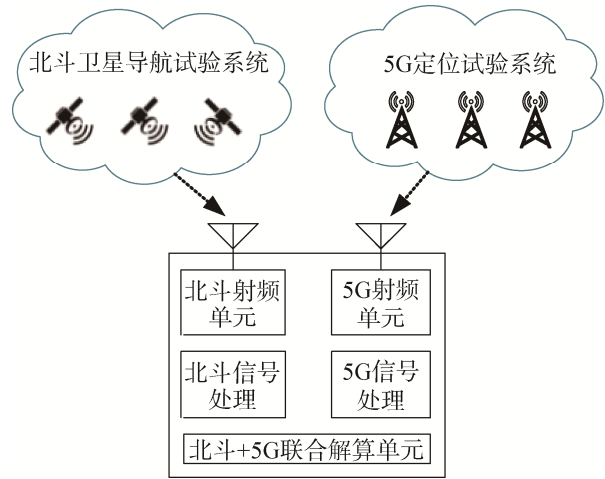 北斗卫星导航试验系统
5G定位试验系统
北斗射频
单元
5G射频
单元
北斗信号
处理
5G信号
处理
北斗+5G联合解算单元